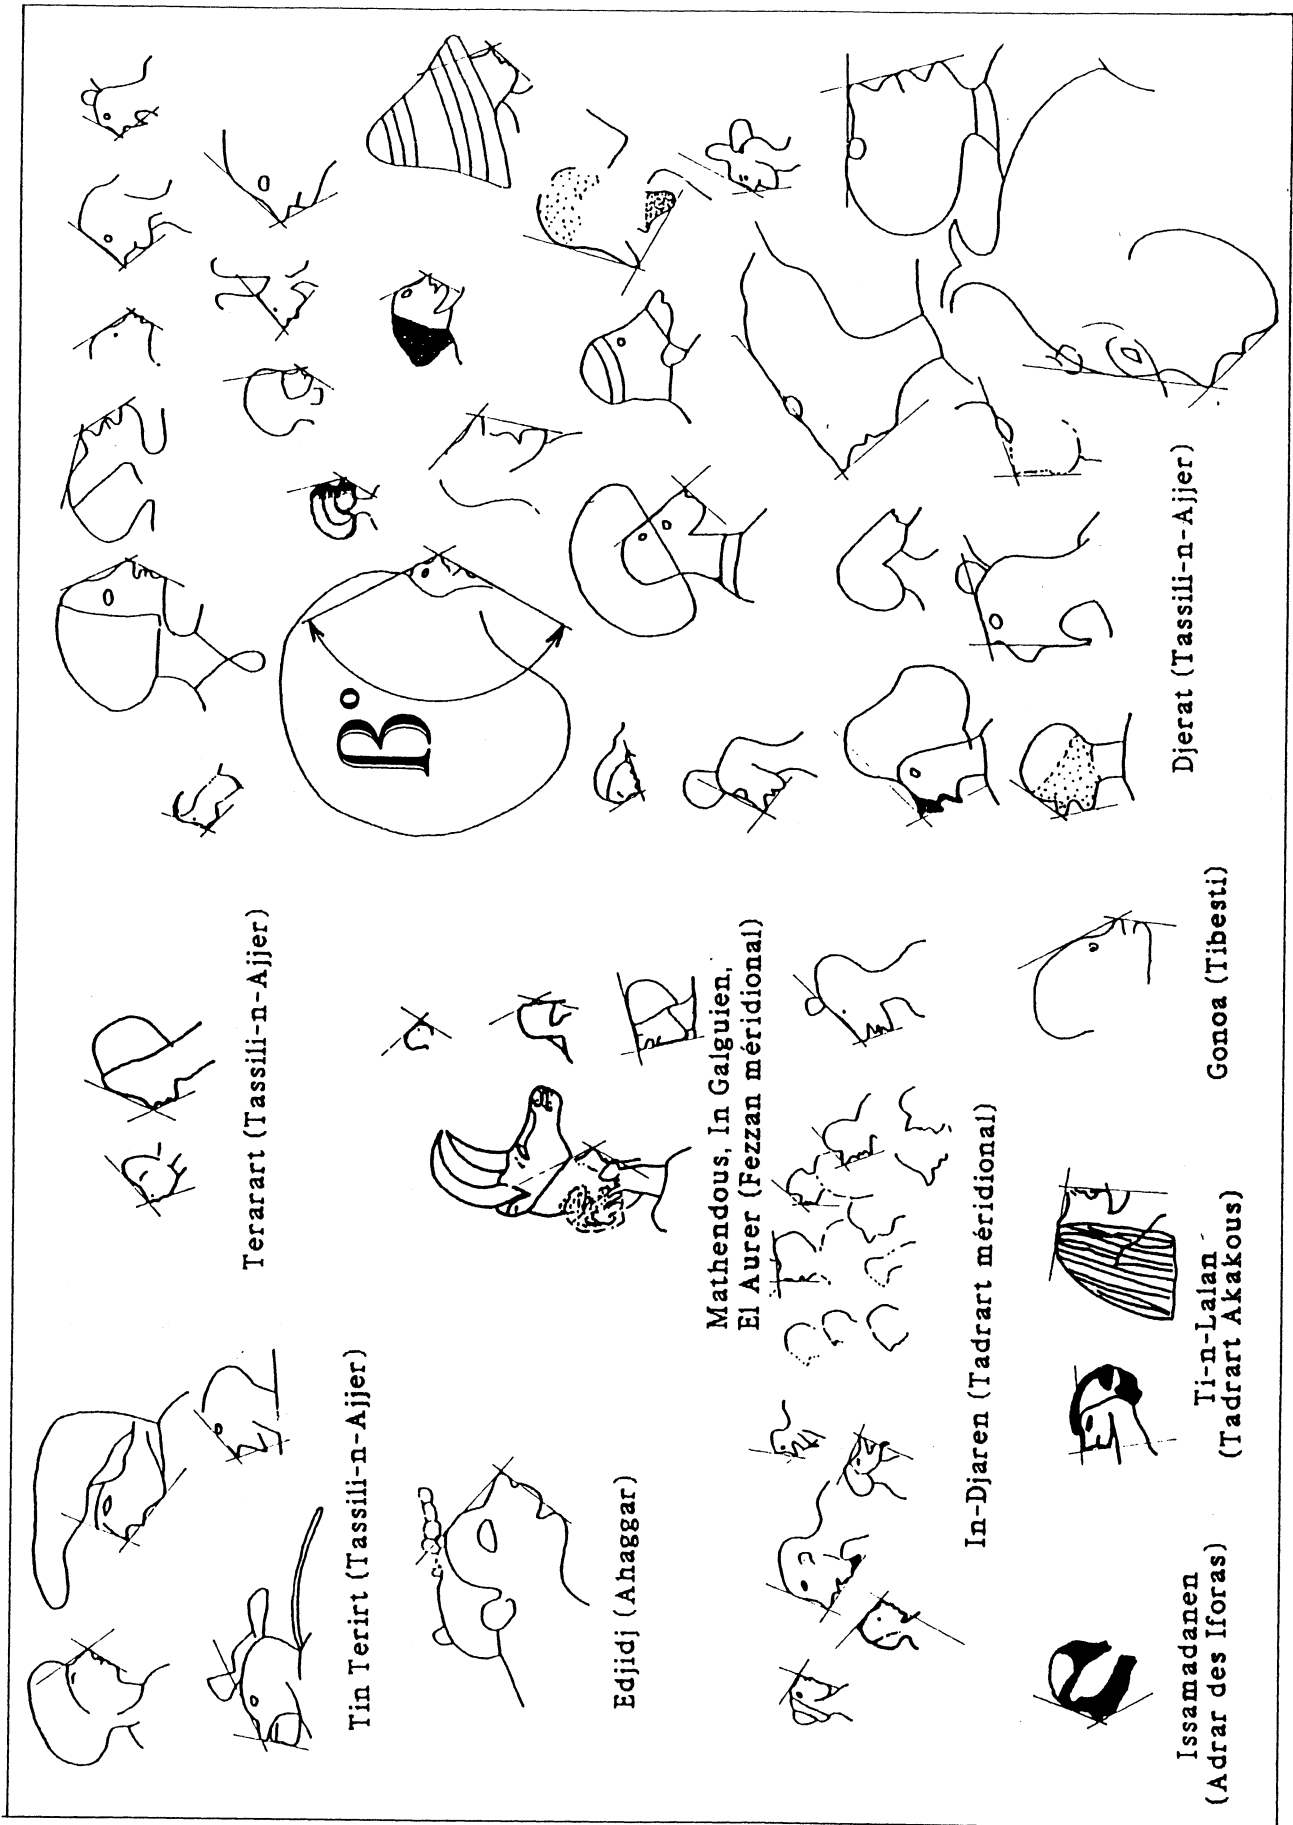 Tin Terirt (Tassili-n-Ajjer)
Terarart (Tassili-n-Ajjer)
B°
Edjidj (Ahaggar)
Mathendous, In Galguien,
El Aurer (Fezzan méridional)
In-Djaren (Tadrart méridional)
Djerat (Tassili-n-Ajjer)
Issamadanen
(Adrar des Iforas)
Ti-n-Lalan
(Tadrart Akakous)
Gonoa (Tibesti)